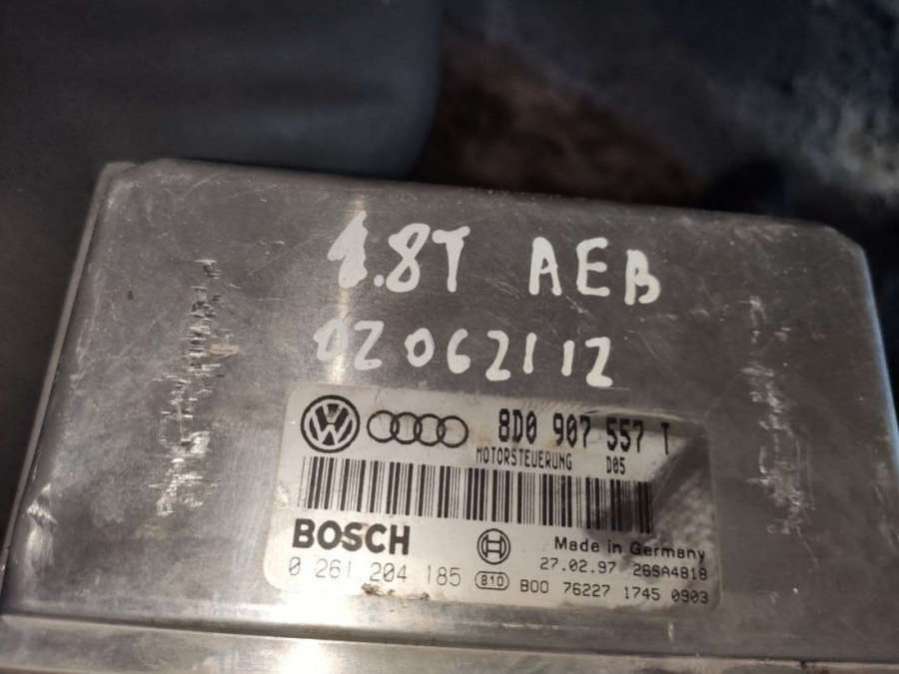 1.8T AEB
02062112
8D0 907 557 T
MOTORSTEUERUNG D05
BOSCH
Made in Germany
0 261 204 185
27.02.97 26SA4818
810 B00 76227 1745 0903